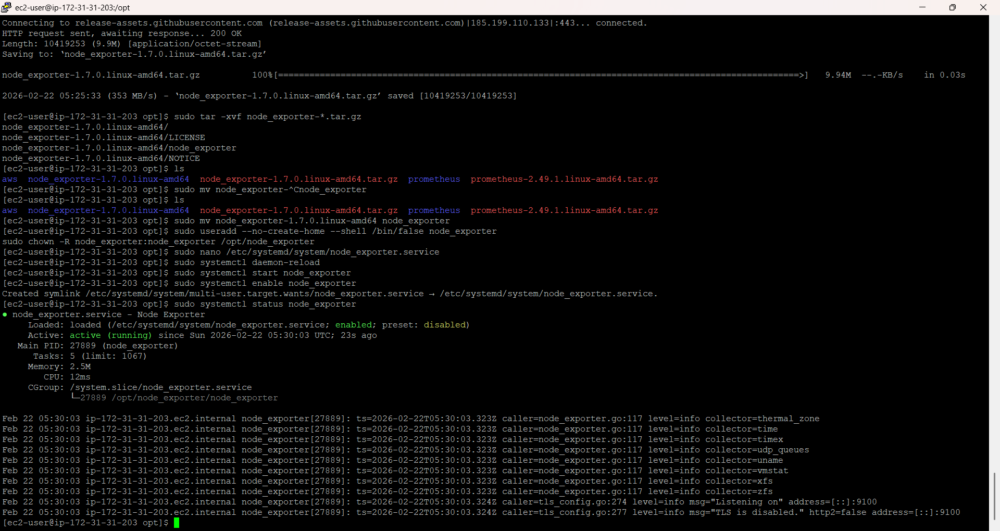 ec2-user@ip-172-31-31-203:/opt
Connecting to release-assets.githubusercontent.com (release-assets.githubusercontent.com)|185.199.110.133|:443... connected.
HTTP request sent, awaiting response... 200 OK
Length: 10419253 (9.9M) [application/octet-stream]
Saving to: ‘node_exporter-1.7.0.linux-amd64.tar.gz’
node_exporter-1.7.0.linux-amd64.tar.gz          100%[====================================================================================================>]   9.94M  --.-KB/s    in 0.03s
2026-02-22 05:25:33 (353 MB/s) - ‘node_exporter-1.7.0.linux-amd64.tar.gz’ saved [10419253/10419253]
[ec2-user@ip-172-31-31-203 opt]$ sudo tar -xvf node_exporter-*.tar.gz
node_exporter-1.7.0.linux-amd64/
node_exporter-1.7.0.linux-amd64/LICENSE
node_exporter-1.7.0.linux-amd64/node_exporter
node_exporter-1.7.0.linux-amd64/NOTICE
[ec2-user@ip-172-31-31-203 opt]$ ls
aws  node_exporter-1.7.0.linux-amd64  node_exporter-1.7.0.linux-amd64.tar.gz  prometheus  prometheus-2.49.1.linux-amd64.tar.gz
[ec2-user@ip-172-31-31-203 opt]$ sudo mv node_exporter-^Cnode_exporter
[ec2-user@ip-172-31-31-203 opt]$ ls
aws  node_exporter-1.7.0.linux-amd64  node_exporter-1.7.0.linux-amd64.tar.gz  prometheus  prometheus-2.49.1.linux-amd64.tar.gz
[ec2-user@ip-172-31-31-203 opt]$ sudo mv node_exporter-1.7.0.linux-amd64 node_exporter
[ec2-user@ip-172-31-31-203 opt]$ sudo useradd --no-create-home --shell /bin/false node_exporter
sudo chown -R node_exporter:node_exporter /opt/node_exporter
[ec2-user@ip-172-31-31-203 opt]$ sudo nano /etc/systemd/system/node_exporter.service
[ec2-user@ip-172-31-31-203 opt]$ sudo systemctl daemon-reload
[ec2-user@ip-172-31-31-203 opt]$ sudo systemctl start node_exporter
[ec2-user@ip-172-31-31-203 opt]$ sudo systemctl enable node_exporter
Created symlink /etc/systemd/system/multi-user.target.wants/node_exporter.service → /etc/systemd/system/node_exporter.service.
[ec2-user@ip-172-31-31-203 opt]$ sudo systemctl status node_exporter
● node_exporter.service - Node Exporter
     Loaded: loaded (/etc/systemd/system/node_exporter.service; enabled; preset: disabled)
     Active: active (running) since Sun 2026-02-22 05:30:03 UTC; 23s ago
   Main PID: 27889 (node_exporter)
      Tasks: 5 (limit: 1067)
     Memory: 2.5M
        CPU: 12ms
     CGroup: /system.slice/node_exporter.service
             └─27889 /opt/node_exporter/node_exporter
Feb 22 05:30:03 ip-172-31-31-203.ec2.internal node_exporter[27889]: ts=2026-02-22T05:30:03.323Z caller=node_exporter.go:117 level=info collector=thermal_zone
Feb 22 05:30:03 ip-172-31-31-203.ec2.internal node_exporter[27889]: ts=2026-02-22T05:30:03.323Z caller=node_exporter.go:117 level=info collector=time
Feb 22 05:30:03 ip-172-31-31-203.ec2.internal node_exporter[27889]: ts=2026-02-22T05:30:03.323Z caller=node_exporter.go:117 level=info collector=timex
Feb 22 05:30:03 ip-172-31-31-203.ec2.internal node_exporter[27889]: ts=2026-02-22T05:30:03.323Z caller=node_exporter.go:117 level=info collector=udp_queues
Feb 22 05:30:03 ip-172-31-31-203.ec2.internal node_exporter[27889]: ts=2026-02-22T05:30:03.323Z caller=node_exporter.go:117 level=info collector=uname
Feb 22 05:30:03 ip-172-31-31-203.ec2.internal node_exporter[27889]: ts=2026-02-22T05:30:03.323Z caller=node_exporter.go:117 level=info collector=vmstat
Feb 22 05:30:03 ip-172-31-31-203.ec2.internal node_exporter[27889]: ts=2026-02-22T05:30:03.323Z caller=node_exporter.go:117 level=info collector=xfs
Feb 22 05:30:03 ip-172-31-31-203.ec2.internal node_exporter[27889]: ts=2026-02-22T05:30:03.323Z caller=node_exporter.go:117 level=info collector=zfs
Feb 22 05:30:03 ip-172-31-31-203.ec2.internal node_exporter[27889]: ts=2026-02-22T05:30:03.324Z caller=tls_config.go:274 level=info msg="Listening on" address=[::]:9100
Feb 22 05:30:03 ip-172-31-31-203.ec2.internal node_exporter[27889]: ts=2026-02-22T05:30:03.324Z caller=tls_config.go:277 level=info msg="TLS is disabled." http2=false address=[::]:9100
[ec2-user@ip-172-31-31-203 opt]$